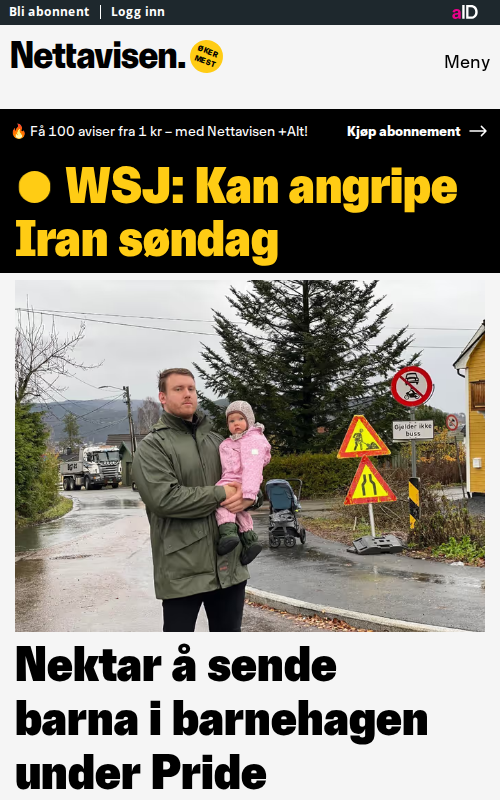 Bli abonnent | Logg inn
aID
Nettavisen.
ØKER
MEST
Meny
🔥 Få 100 aviser fra 1 kr – med Nettavisen +Alt!
Kjøp abonnement →
● WSJ: Kan angripe
Iran søndag
Gjelder ikke
buss
Nektar å sende
barna i barnehagen
under Pride